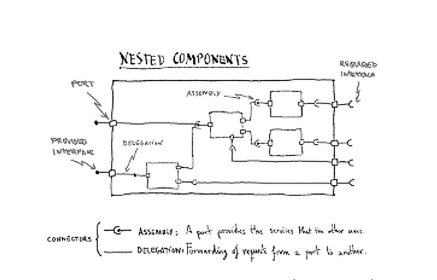 NESTED COMPONENTS
REQUIRED
INTERFACE
PORT
ASSEMBLY
PROVIDED
INTERFACE
DELEGATION
CONNECTORS
ASSEMBLY: A port provides the services that the other uses.
DELEGATION: Forwarding of requests from a port to another.